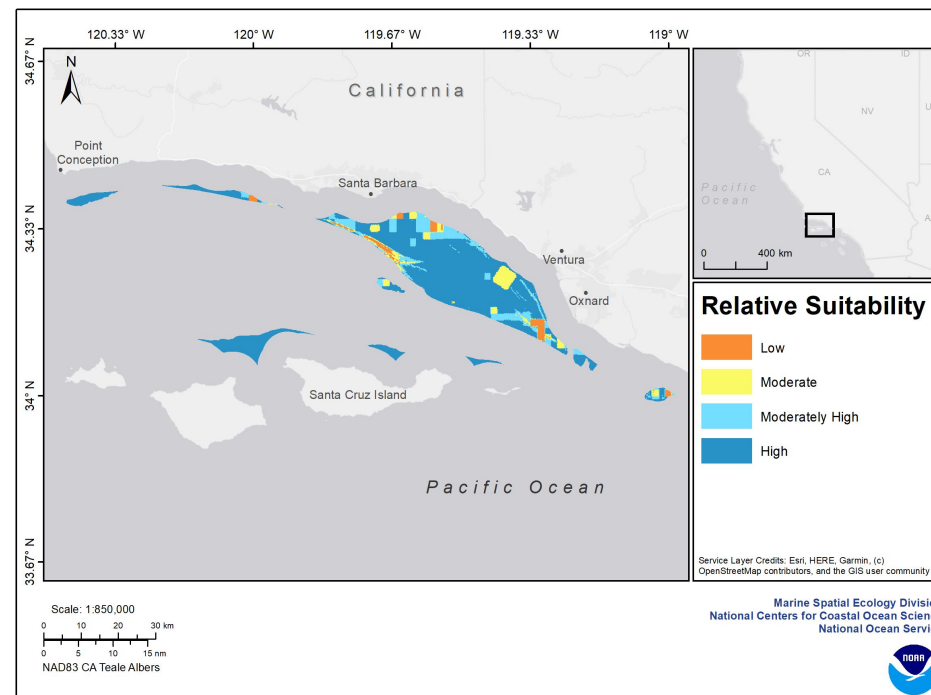 120.33° W 120° W 119.67° W 119.33° W 119° W
34.67° N
34.33° N
34° N
33.67° N
N
California
Point
Conception
Santa Barbara
Ventura
Oxnard
Santa Cruz Island
Pacific Ocean
OR ID
NV
CA
Pacific
Ocean
0 400 km
Relative Suitability
Low
Moderate
Moderately High
High
Service Layer Credits: Esri, HERE, Garmin, (c)
OpenStreetMap contributors, and the GIS user community
Scale: 1:850,000
0 10 20 30 km
0 5 10 15 nm
NAD83 CA Teale Albers
Marine Spatial Ecology Divisi
National Centers for Coastal Ocean Scien
National Ocean Servi
NOAA